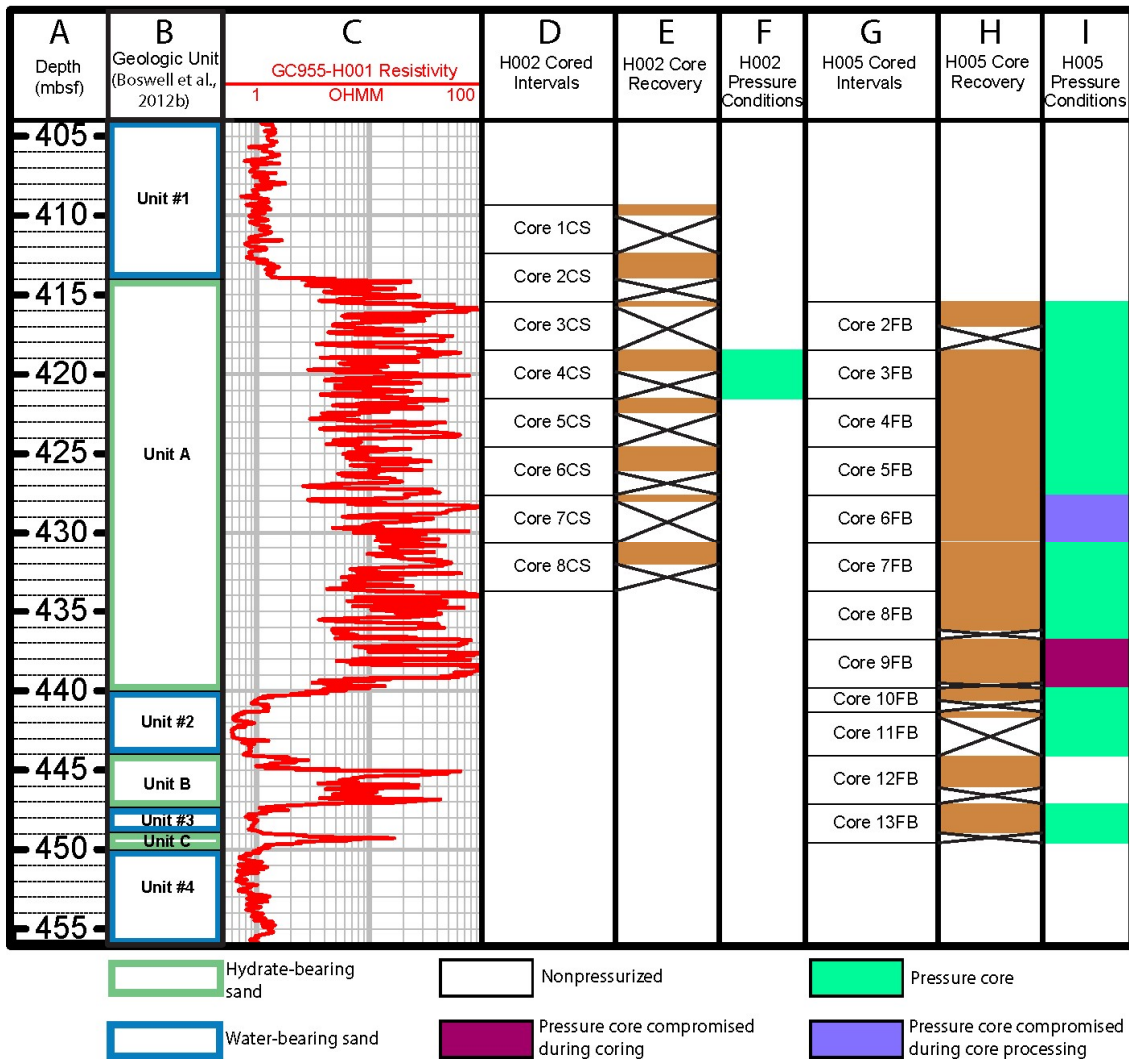 A
B
C
D
E
F
G
H
I
Depth
(mbsf)
Geologic Unit
(Boswell et al.,
2012b)
GC955-H001 Resistivity
1 OHMM 100
H002 Cored
Intervals
H002 Core
Recovery
H002
Pressure
Conditions
H005 Cored
Intervals
H005 Core
Recovery
H005
Pressure
Conditions
405
410
415
420
425
430
435
440
445
450
455
Unit #1
Unit A
Unit #2
Unit B
Unit #3
Unit C
Unit #4
Core 1CS
Core 2CS
Core 3CS
Core 4CS
Core 5CS
Core 6CS
Core 7CS
Core 8CS
Core 2FB
Core 3FB
Core 4FB
Core 5FB
Core 6FB
Core 7FB
Core 8FB
Core 9FB
Core 10FB
Core 11FB
Core 12FB
Core 13FB
Hydrate-bearing
sand
Nonpressurized
Pressure core
Water-bearing sand
Pressure core compromised
during coring
Pressure core compromised
during core processing